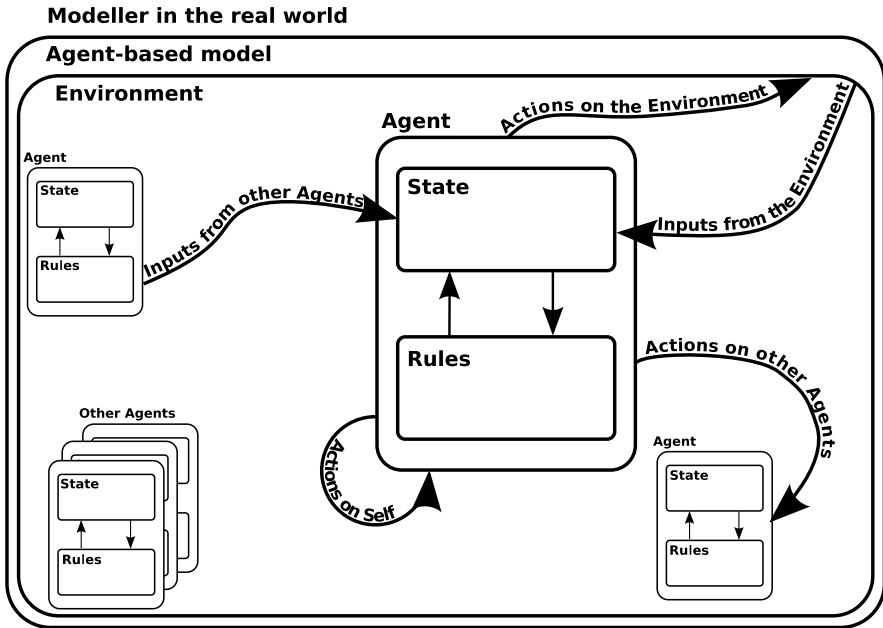 Modeller in the real world
Agent-based model
Environment
Actions on the Environment
Agent
Inputs from the Environment
Agent
State
Rules
Inputs from other Agents
State
Rules
Actions on other Agents
Actions on Self
Other Agents
State
Rules
Agent
State
Rules